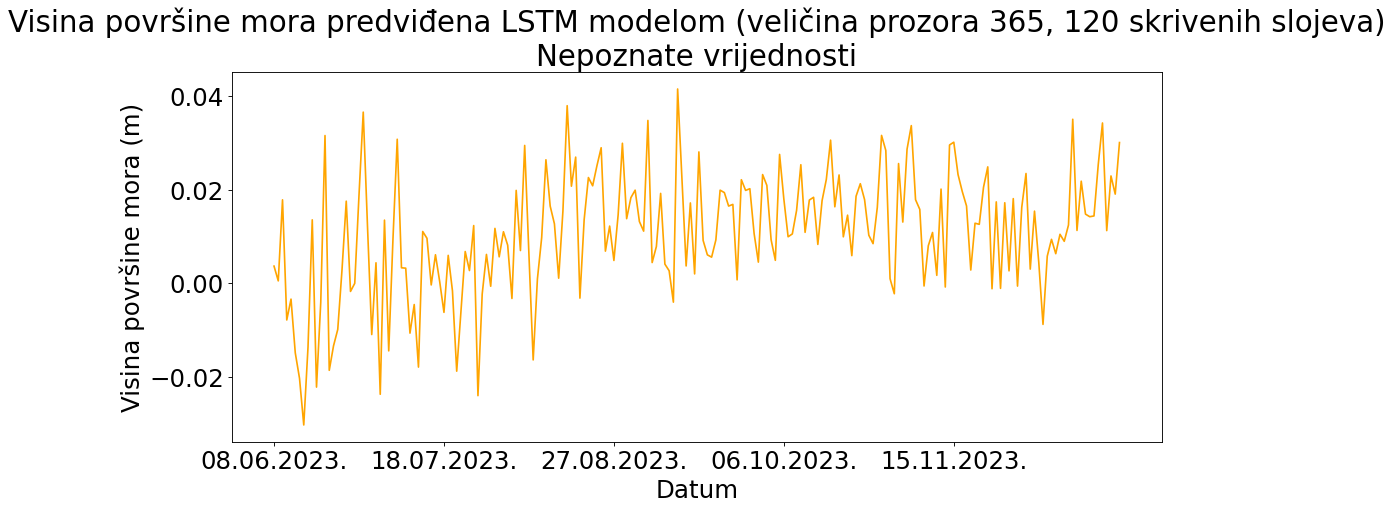 Visina površine mora predviđena LSTM modelom (veličina prozora 365, 120 skrivenih slojeva)
Nepoznate vrijednosti
Visina površine mora (m)
0.04
0.02
0.00
−0.02
08.06.2023. 18.07.2023. 27.08.2023. 06.10.2023. 15.11.2023.
Datum